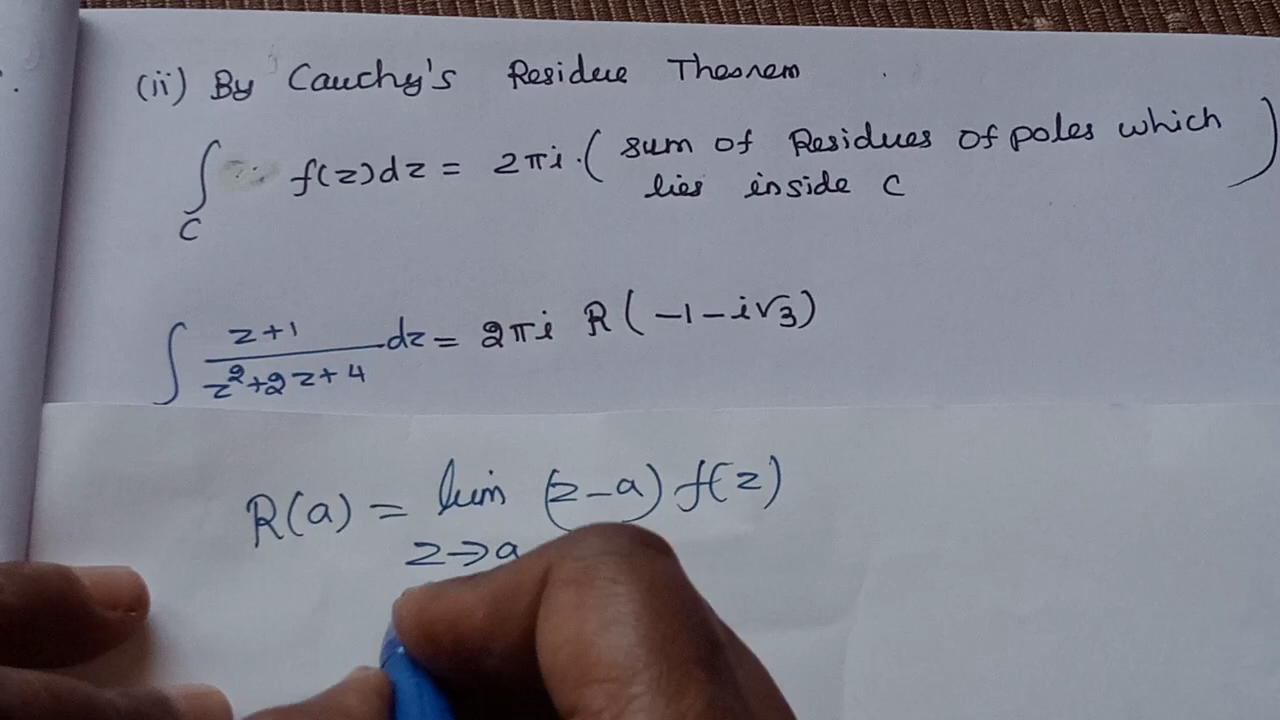 (ii) By Cauchy's Residue Theorem
∫_C f(z)dz = 2πi.( sum of Residues of poles which
lies inside C )
∫ (z+1)/(z²+2z+4) dz = 2πi R(-1-i√3)
R(a) = lim (z-a) f(z)
z→a